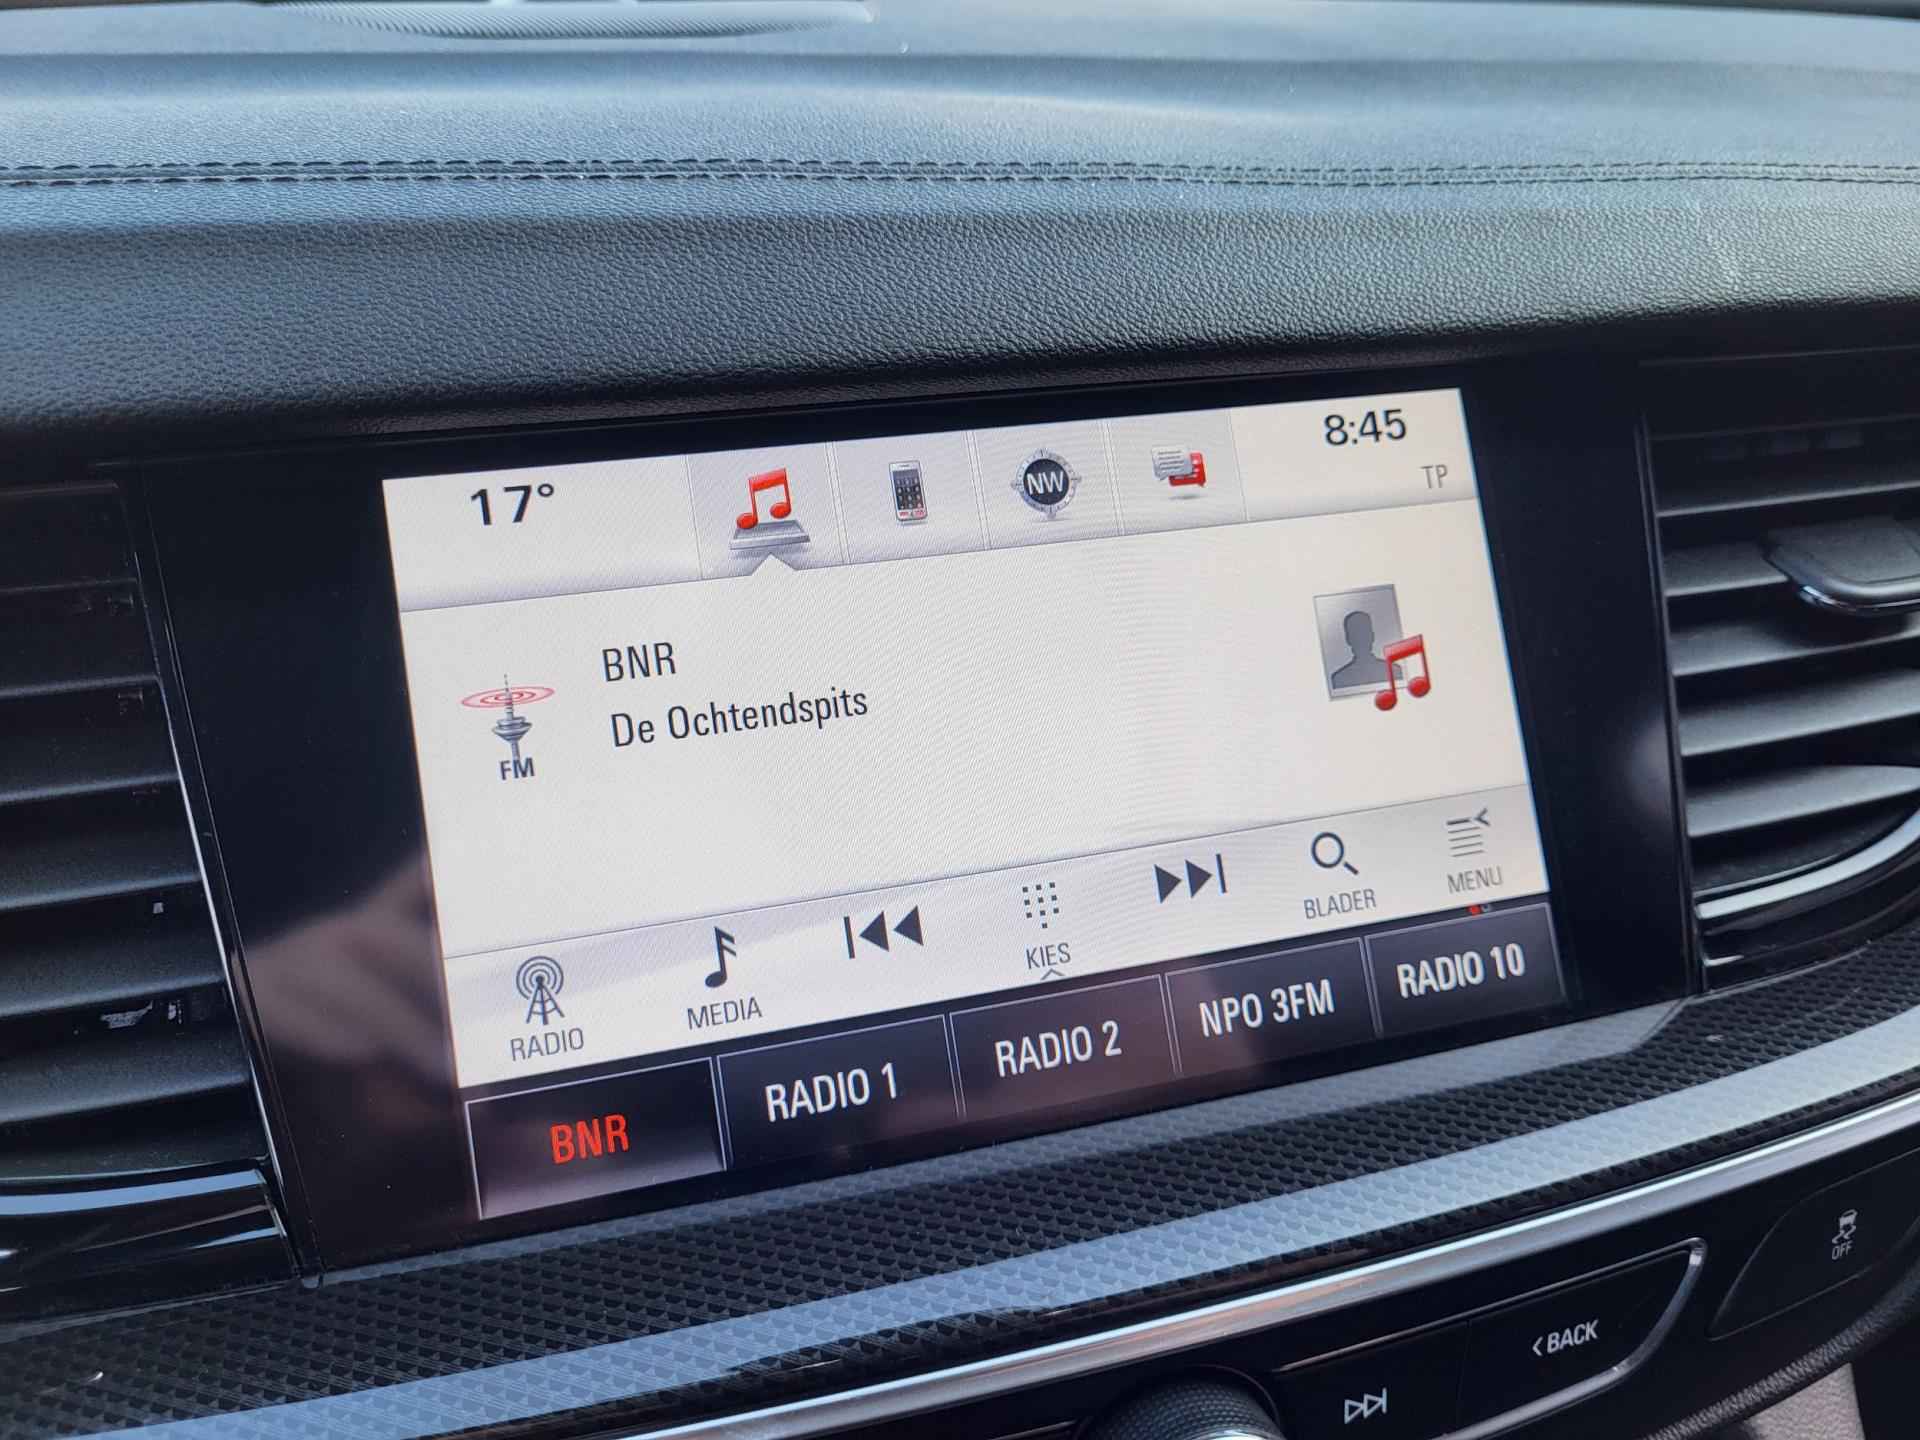 17°
NW
8:45
TP
BNR
De Ochtendspits
FM
RADIO
MEDIA
KIES
BLADER
MENU
BNR
RADIO 1
RADIO 2
NPO 3FM
RADIO 10
OFF
BACK